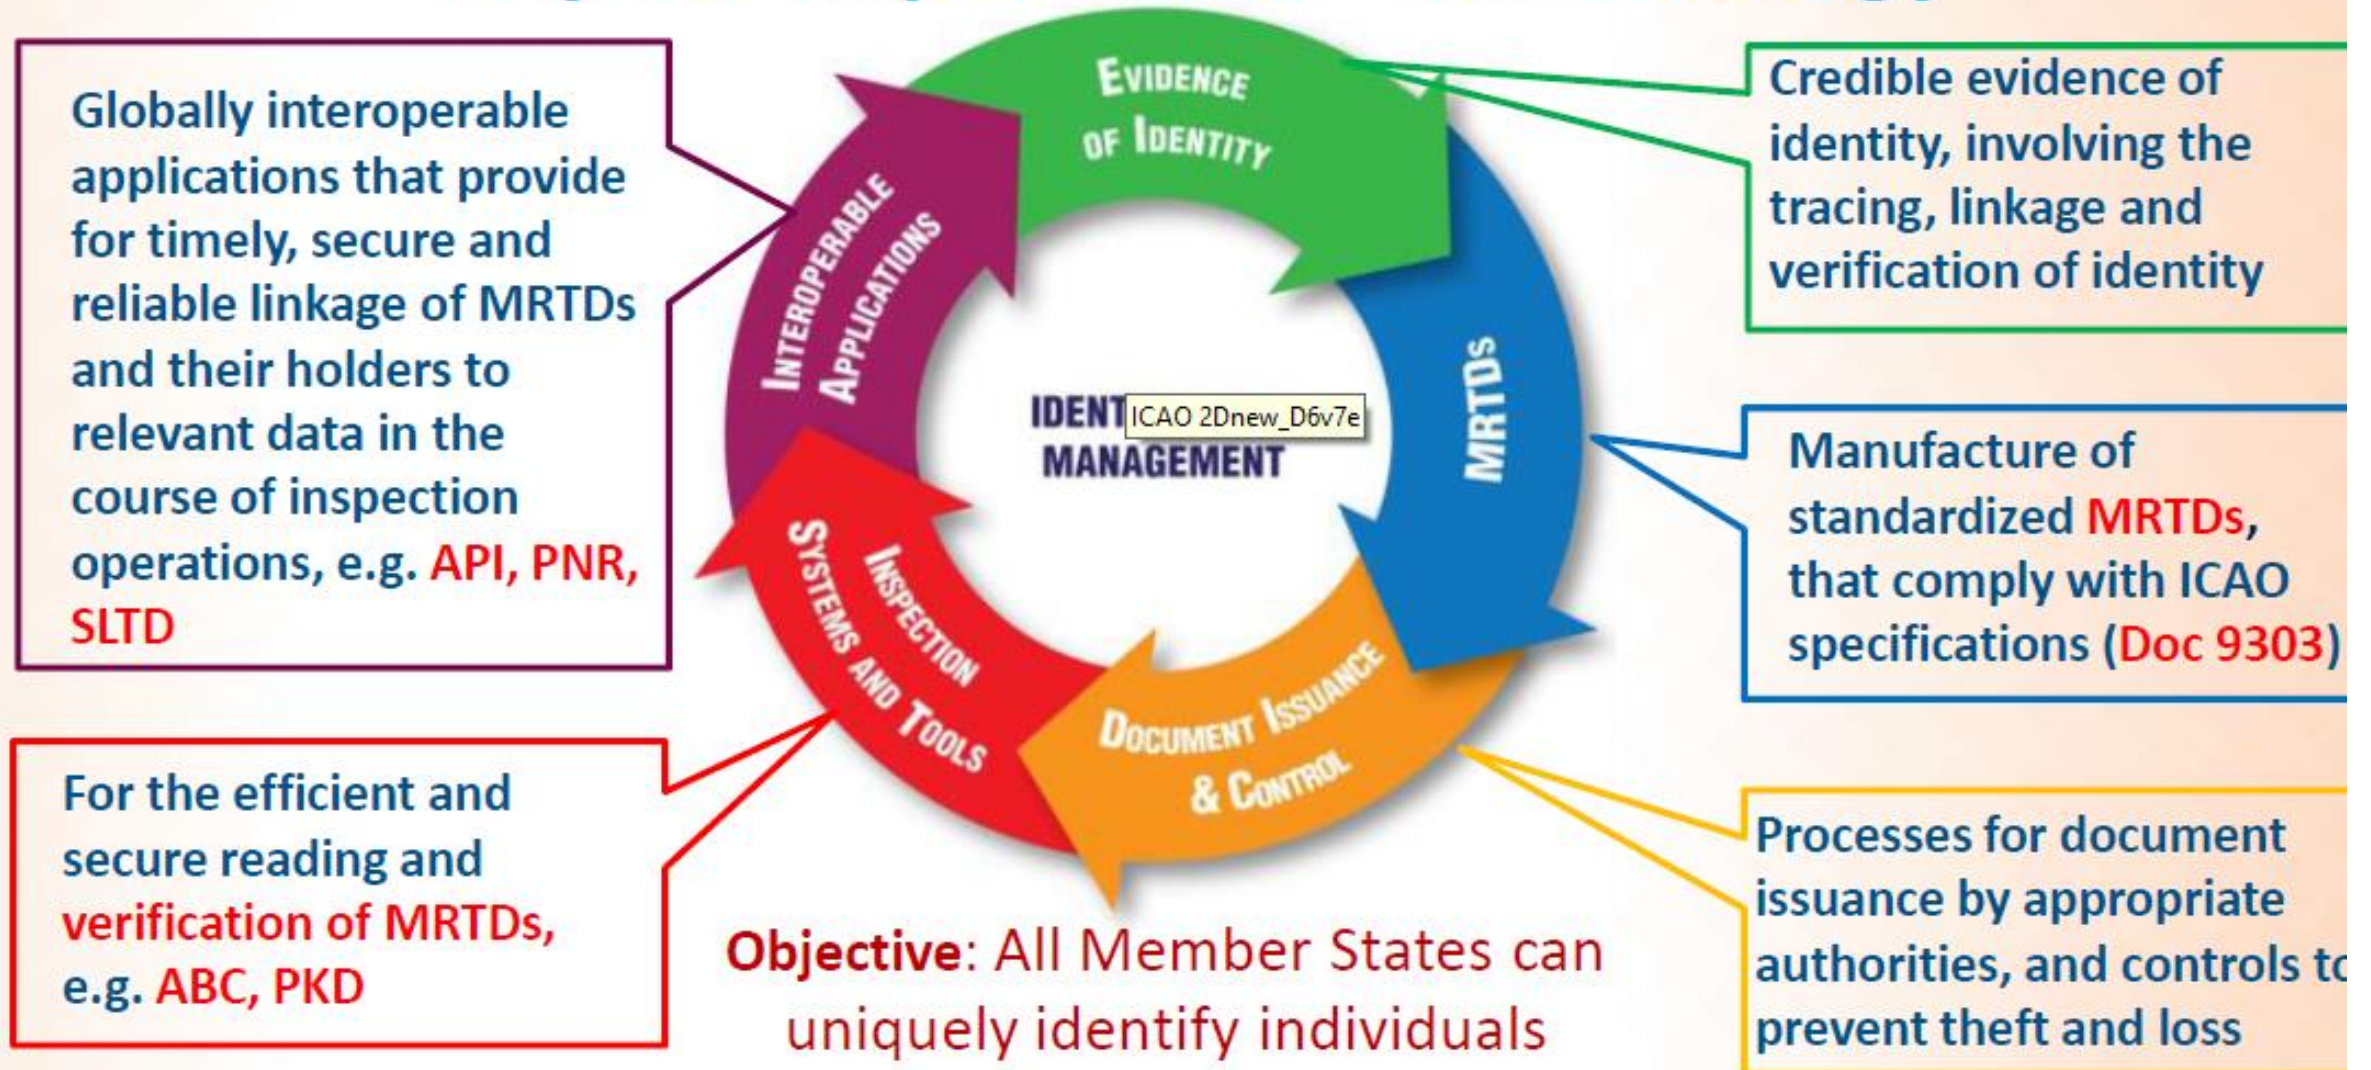 Globally interoperable
applications that provide
for timely, secure and
reliable linkage of MRTDs
and their holders to
relevant data in the
course of inspection
operations, e.g. API, PNR,
SLTD
For the efficient and
secure reading and
verification of MRTDs,
e.g. ABC, PKD
EVIDENCE
OF IDENTITY
MRTDs
DOCUMENT ISSUANCE
& CONTROL
INSPECTION
SYSTEMS AND TOOLS
INTEROPERABLE
APPLICATIONS
IDENT
ICAO 2Dnew_D6v7e
MANAGEMENT
Objective: All Member States can
uniquely identify individuals
Credible evidence of
identity, involving the
tracing, linkage and
verification of identity
Manufacture of
standardized MRTDs,
that comply with ICAO
specifications (Doc 9303)
Processes for document
issuance by appropriate
authorities, and controls to
prevent theft and loss